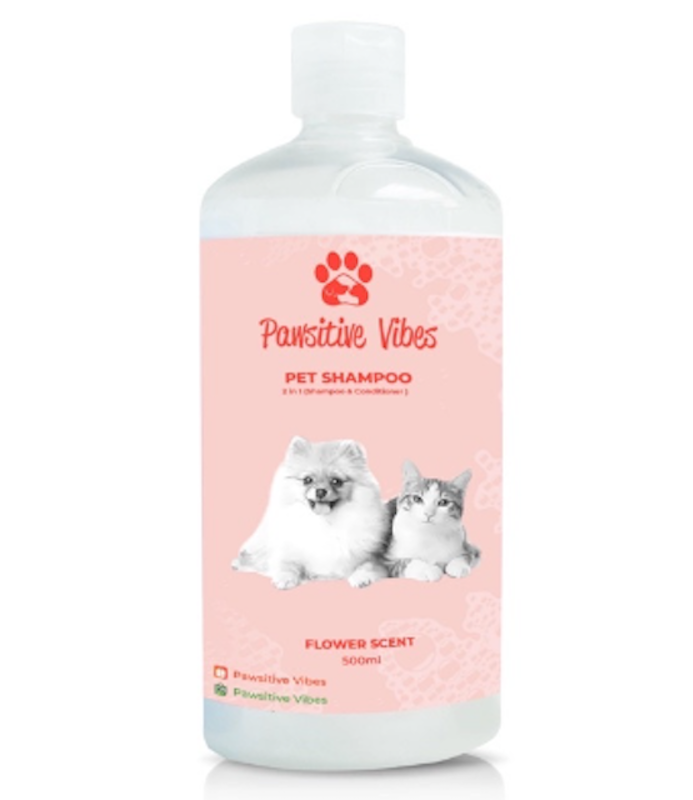 Pawsitive Vibes
PET SHAMPOO
2 in 1 (Shampoo & Conditioner )
FLOWER SCENT
500ml
Pawsitive Vibes
Pawsitive Vibes